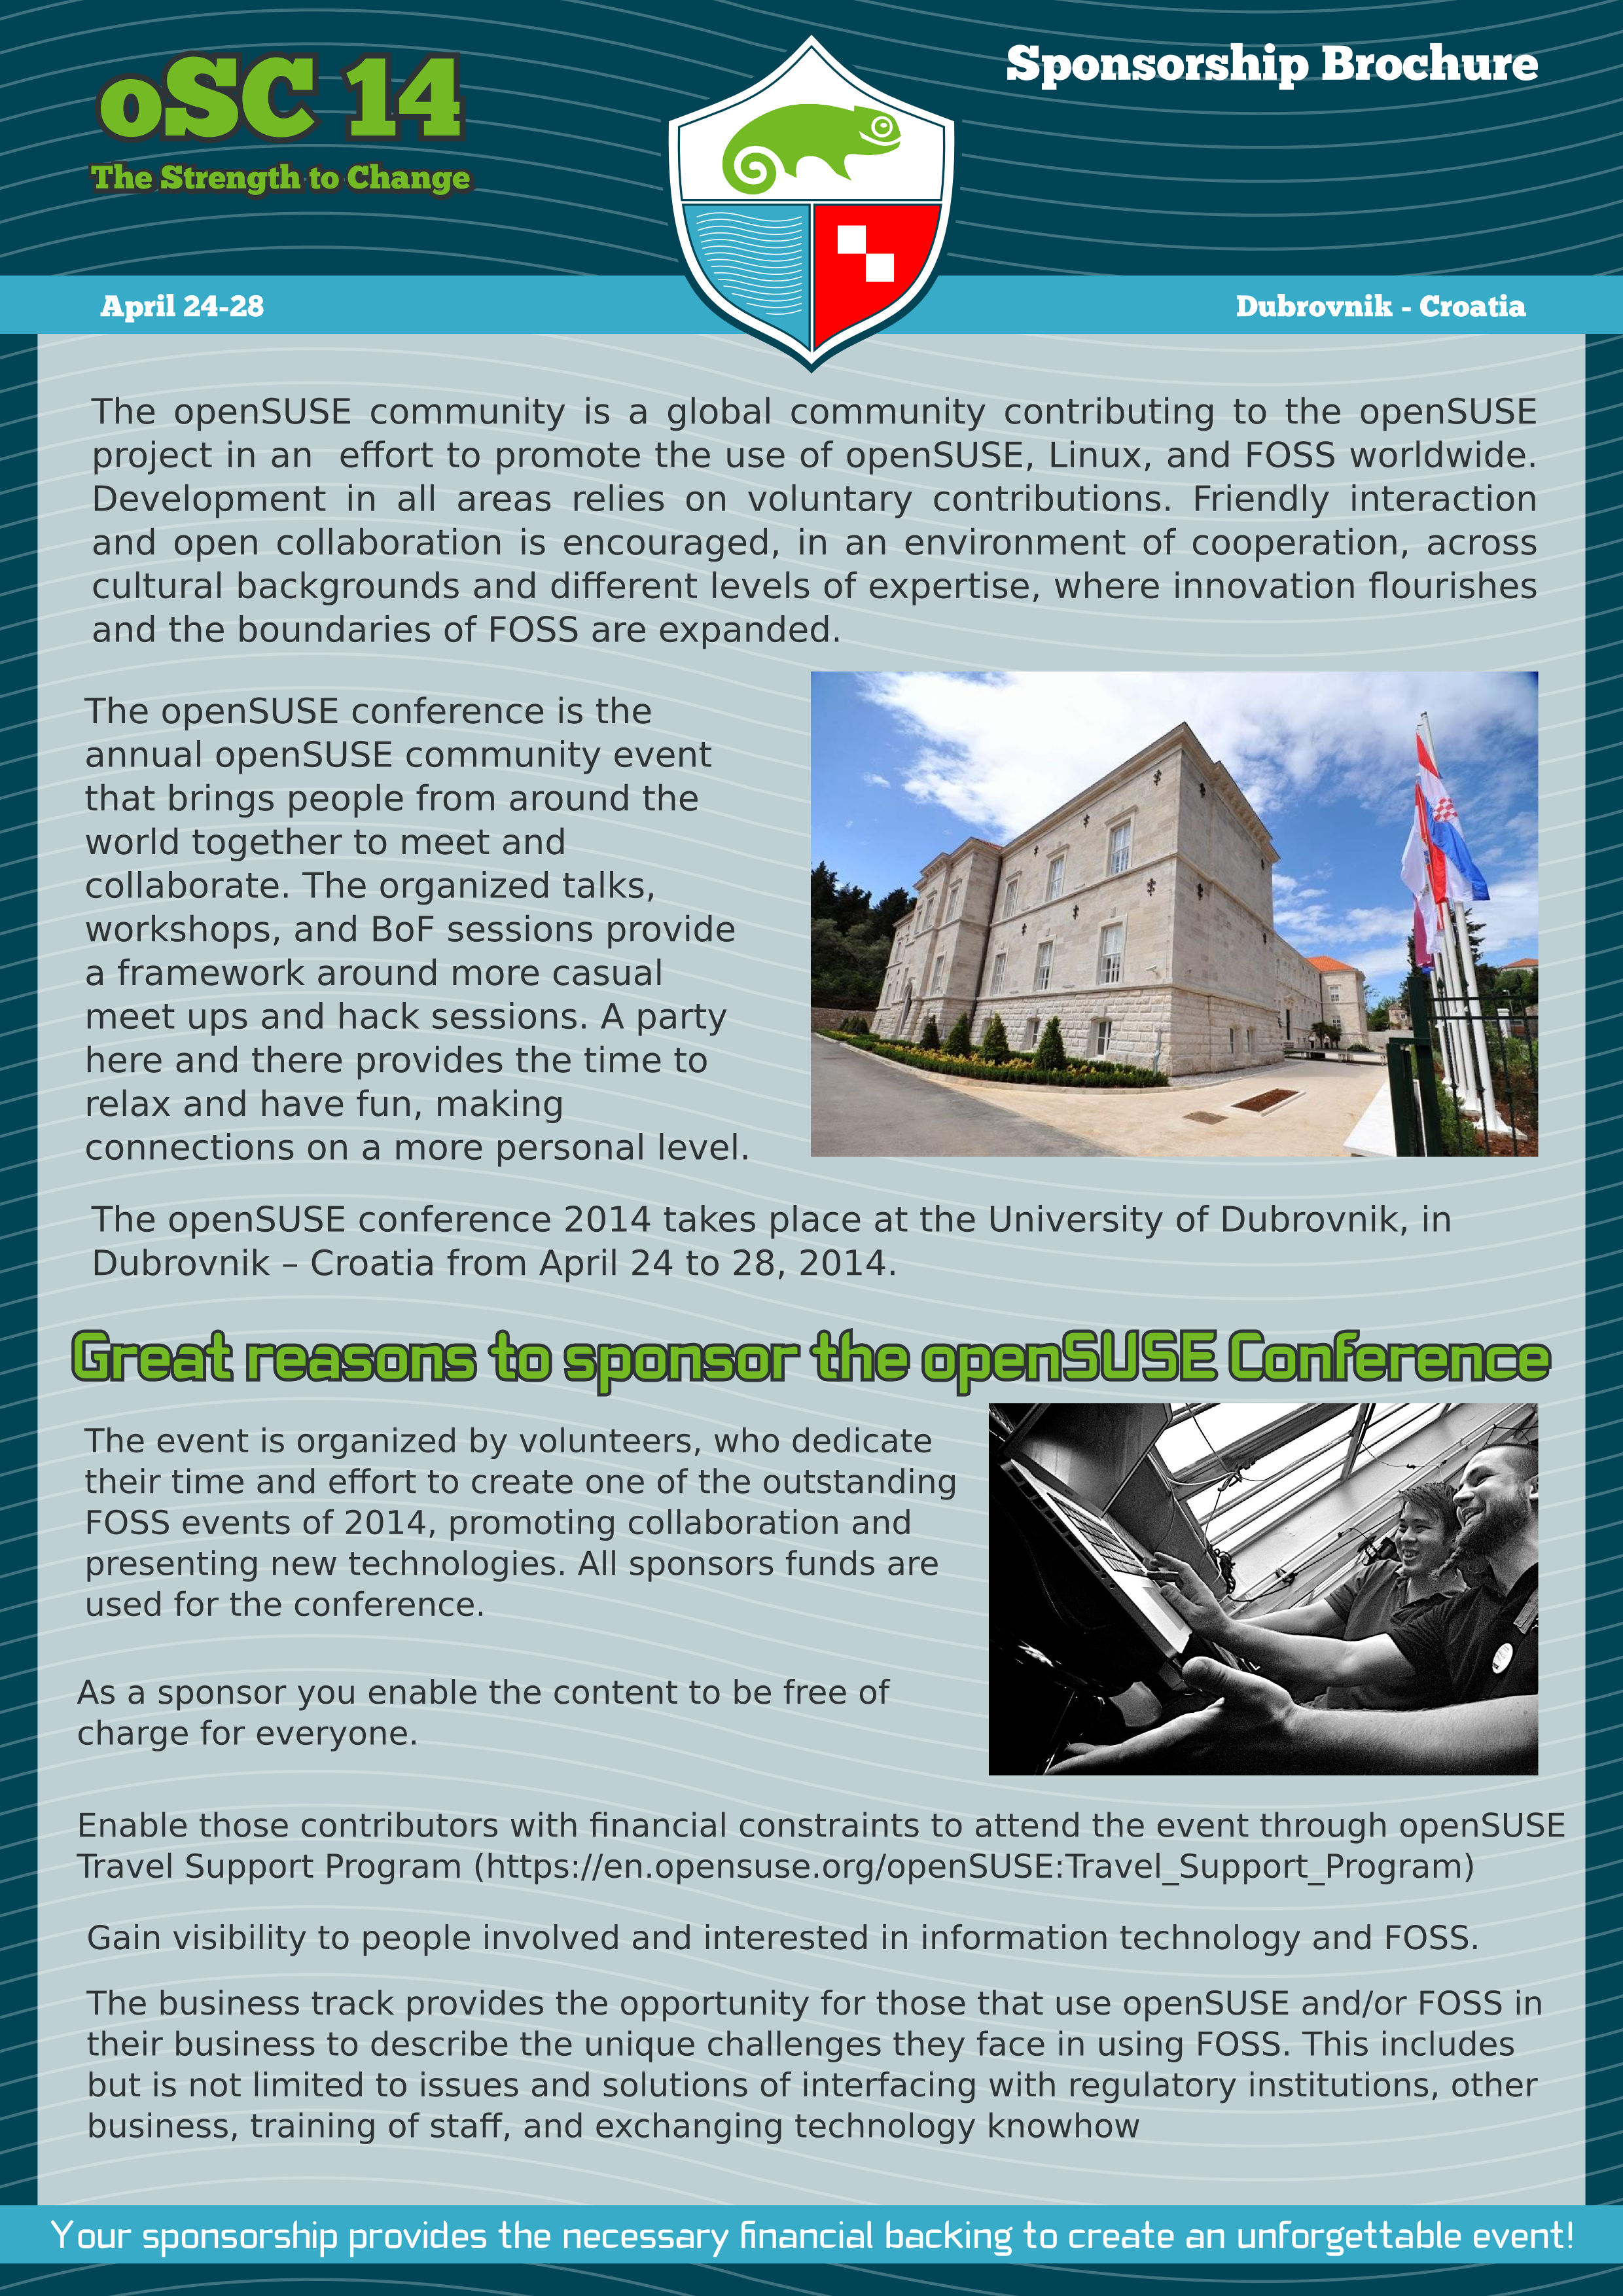 oSC 14
The Strength to Change
Sponsorship Brochure
April 24-28
Dubrovnik - Croatia
The openSUSE community is a global community contributing to the openSUSE
project in an  effort to promote the use of openSUSE, Linux, and FOSS worldwide.
Development in all areas relies on voluntary contributions. Friendly interaction
and open collaboration is encouraged, in an environment of cooperation, across
cultural backgrounds and different levels of expertise, where innovation flourishes
and the boundaries of FOSS are expanded.
The openSUSE conference is the
annual openSUSE community event
that brings people from around the
world together to meet and
collaborate. The organized talks,
workshops, and BoF sessions provide
a framework around more casual
meet ups and hack sessions. A party
here and there provides the time to
relax and have fun, making
connections on a more personal level.
The openSUSE conference 2014 takes place at the University of Dubrovnik, in
Dubrovnik – Croatia from April 24 to 28, 2014.
Great reasons to sponsor the openSUSE Conference
The event is organized by volunteers, who dedicate
their time and effort to create one of the outstanding
FOSS events of 2014, promoting collaboration and
presenting new technologies. All sponsors funds are
used for the conference.
As a sponsor you enable the content to be free of
charge for everyone.
Enable those contributors with financial constraints to attend the event through openSUSE
Travel Support Program (https://en.opensuse.org/openSUSE:Travel_Support_Program)
Gain visibility to people involved and interested in information technology and FOSS.
The business track provides the opportunity for those that use openSUSE and/or FOSS in
their business to describe the unique challenges they face in using FOSS. This includes
but is not limited to issues and solutions of interfacing with regulatory institutions, other
business, training of staff, and exchanging technology knowhow
Your sponsorship provides the necessary financial backing to create an unforgettable event!